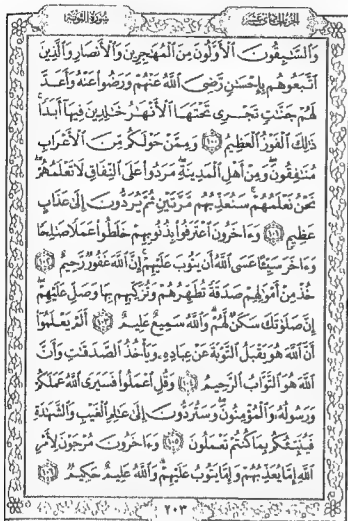 الجزء الحادي عشر سورة التوبة
وَالسَّٰبِقُونَ الْأَوَّلُونَ مِنَ الْمُهَٰجِرِينَ وَالْأَنصَارِ وَالَّذِينَ
اتَّبَعُوهُم بِإِحْسَٰنٍ رَّضِيَ اللَّهُ عَنْهُمْ وَرَضُوا عَنْهُ وَأَعَدَّ
لَهُمْ جَنَّٰتٍ تَجْرِي تَحْتَهَا الْأَنْهَٰرُ خَٰلِدِينَ فِيهَا أَبَدًا ۚ
ذَٰلِكَ الْفَوْزُ الْعَظِيمُ ١٠٠ وَمِمَّنْ حَوْلَكُم مِّنَ الْأَعْرَابِ
مُنَٰفِقُونَ ۖ وَمِنْ أَهْلِ الْمَدِينَةِ ۖ مَرَدُوا عَلَى النِّفَاقِ لَا تَعْلَمُهُمْ ۖ
نَحْنُ نَعْلَمُهُمْ ۚ سَنُعَذِّبُهُم مَّرَّتَيْنِ ثُمَّ يُرَدُّونَ إِلَىٰ عَذَابٍ
عَظِيمٍ ١٠١ وَءَاخَرُونَ اعْتَرَفُوا بِذُنُوبِهِمْ خَلَطُوا عَمَلًا صَٰلِحًا
وَءَاخَرَ سَيِّئًا عَسَى اللَّهُ أَن يَتُوبَ عَلَيْهِمْ ۚ إِنَّ اللَّهَ غَفُورٌ رَّحِيمٌ ١٠٢
خُذْ مِنْ أَمْوَٰلِهِمْ صَدَقَةً تُطَهِّرُهُمْ وَتُزَكِّيهِم بِهَا وَصَلِّ عَلَيْهِمْ ۖ
إِنَّ صَلَوٰتَكَ سَكَنٌ لَّهُمْ ۗ وَاللَّهُ سَمِيعٌ عَلِيمٌ ١٠٣ أَلَمْ يَعْلَمُوا
أَنَّ اللَّهَ هُوَ يَقْبَلُ التَّوْبَةَ عَنْ عِبَادِهِ وَيَأْخُذُ الصَّدَقَٰتِ وَأَنَّ
اللَّهَ هُوَ التَّوَّابُ الرَّحِيمُ ١٠٤ وَقُلِ اعْمَلُوا فَسَيَرَى اللَّهُ عَمَلَكُمْ
وَرَسُولُهُ وَالْمُؤْمِنُونَ ۖ وَسَتُرَدُّونَ إِلَىٰ عَٰلِمِ الْغَيْبِ وَالشَّهَٰدَةِ
فَيُنَبِّئُكُم بِمَا كُنتُمْ تَعْمَلُونَ ١٠٥ وَءَاخَرُونَ مُرْجَوْنَ لِأَمْرِ
اللَّهِ إِمَّا يُعَذِّبُهُمْ وَإِمَّا يَتُوبُ عَلَيْهِمْ ۗ وَاللَّهُ عَلِيمٌ حَكِيمٌ ١٠٦
٢٠٣